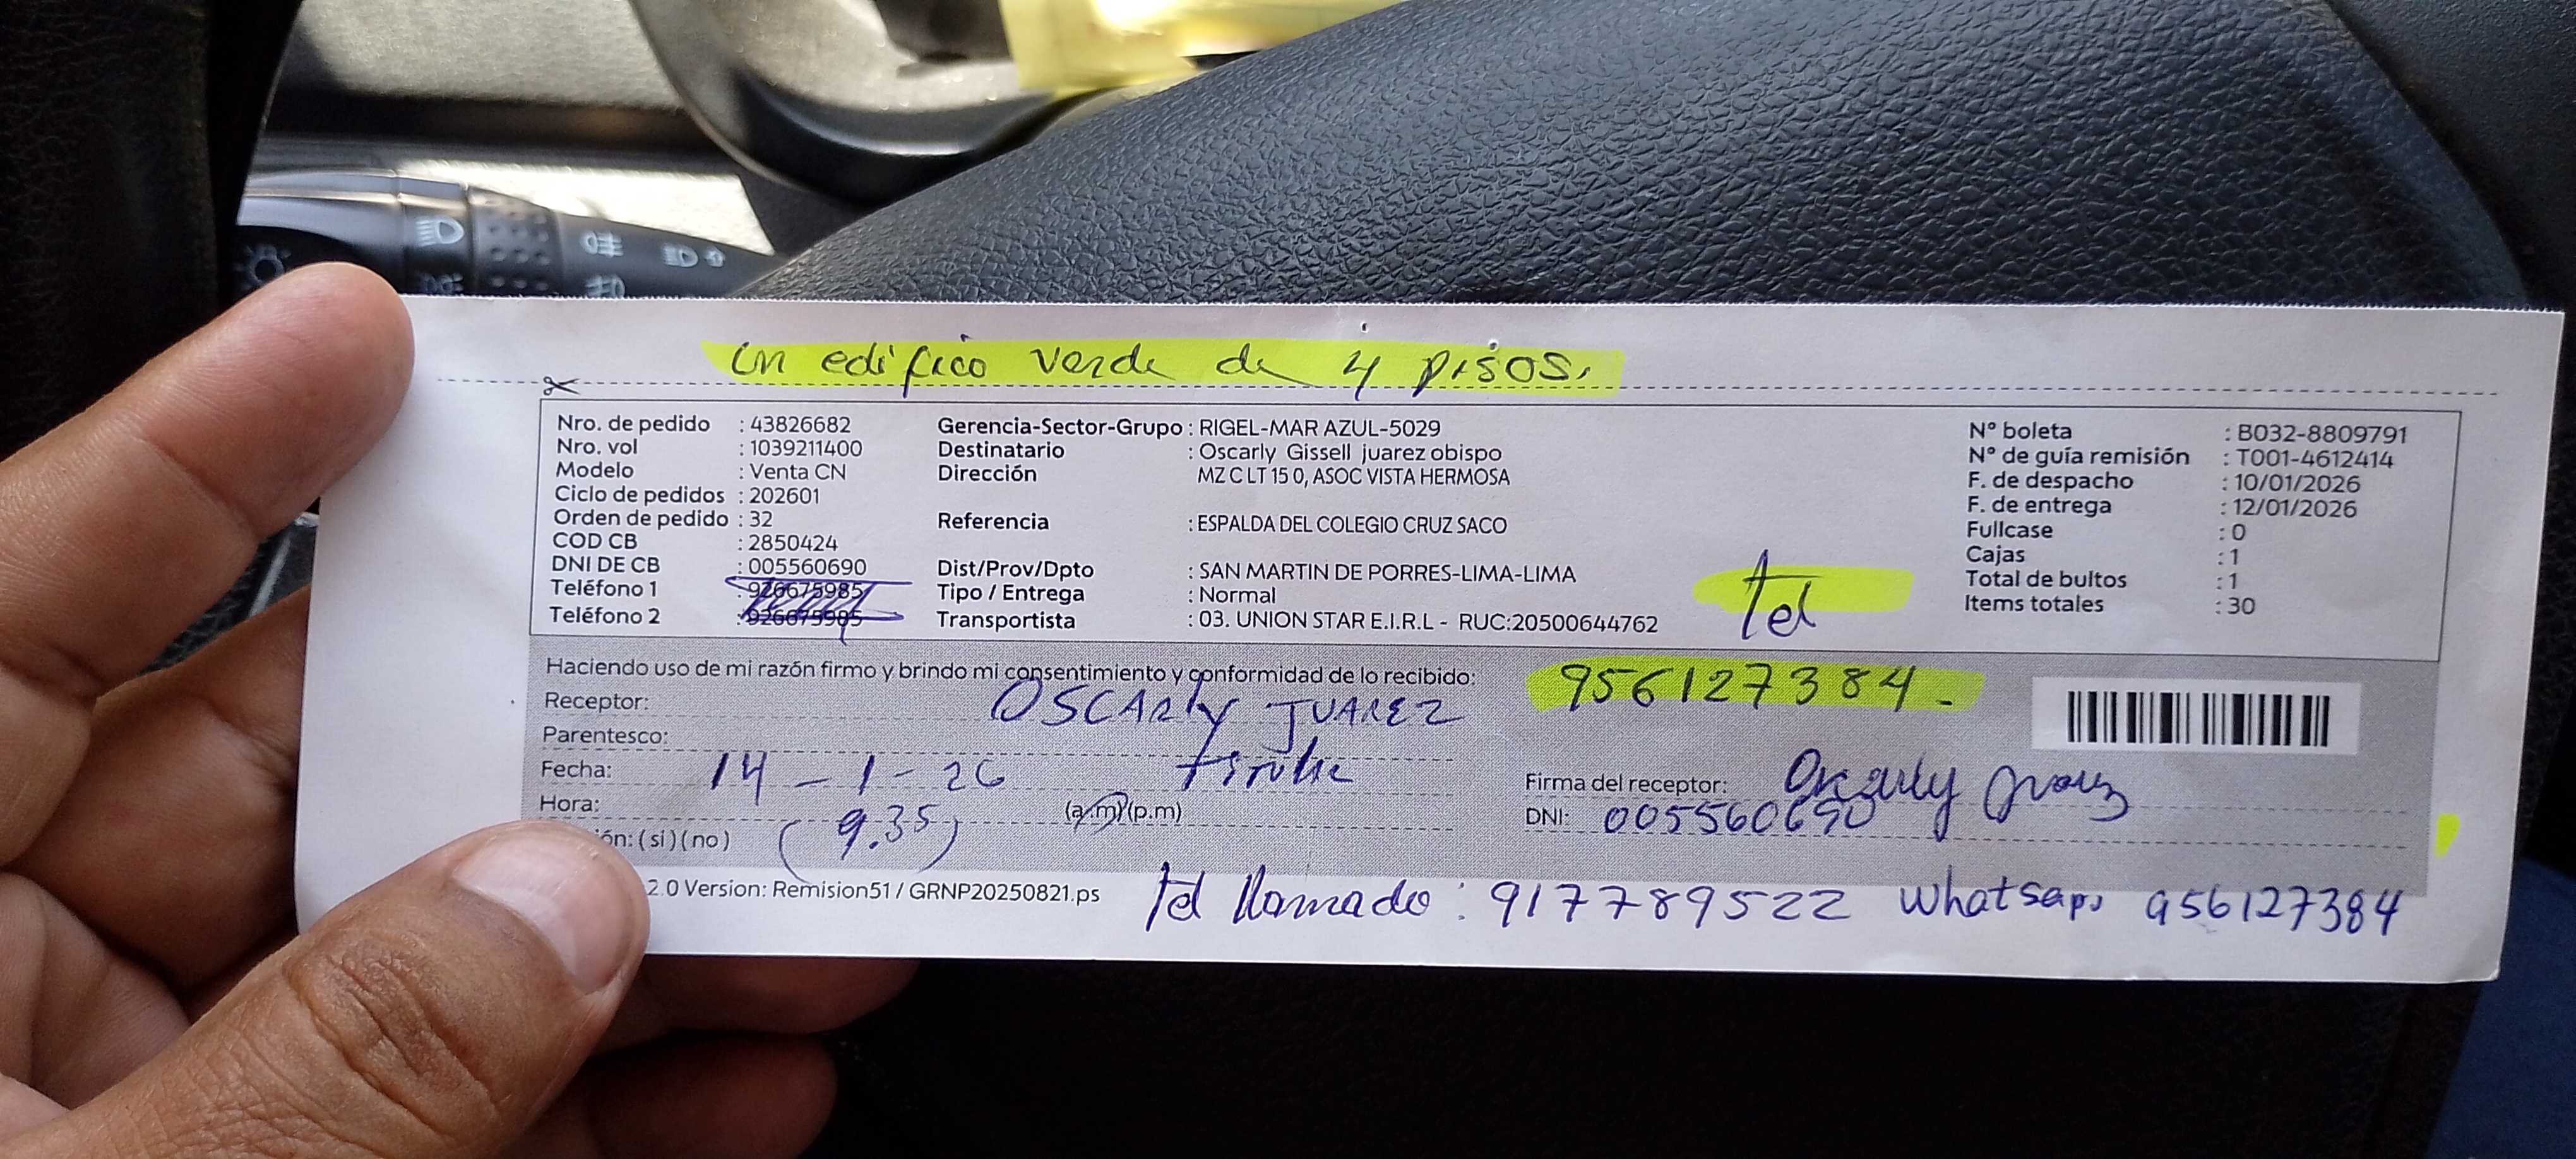 un edifico verde de 4 pisos.
Nro. de pedido : 43826682
Nro. vol : 1039211400
Modelo : Venta CN
Ciclo de pedidos : 202601
Orden de pedido : 32
COD CB : 2850424
DNI DE CB : 005560690
Teléfono 1 : 926675985
Teléfono 2 : 926675985
Gerencia-Sector-Grupo : RIGEL-MAR AZUL-5029
Destinatario : Oscarly Gissell juarez obispo
Dirección MZ C LT 15 0, ASOC VISTA HERMOSA
Referencia : ESPALDA DEL COLEGIO CRUZ SACO
Dist/Prov/Dpto : SAN MARTIN DE PORRES-LIMA-LIMA
Tipo / Entrega : Normal
Transportista : 03. UNION STAR E.I.R.L - RUC:20500644762
N° boleta : B032-8809791
N° de guía remisión : T001-4612414
F. de despacho : 10/01/2026
F. de entrega : 12/01/2026
Fullcase : 0
Cajas : 1
Total de bultos : 1
Items totales : 30
Tel
956127384-
Haciendo uso de mi razón firmo y brindo mi consentimiento y conformidad de lo recibido:
Receptor: OSCARLY JUAREZ
Parentesco:
Fecha: 14-1-26
Hora: (9.35) (a.m) (p.m)
ón: (si) (no)
Firma del receptor: Oscarly
DNI: 005560690
2.0 Version: Remision51 / GRNP20250821.ps
Tel llamado : 917789522 whatsapp 956127384